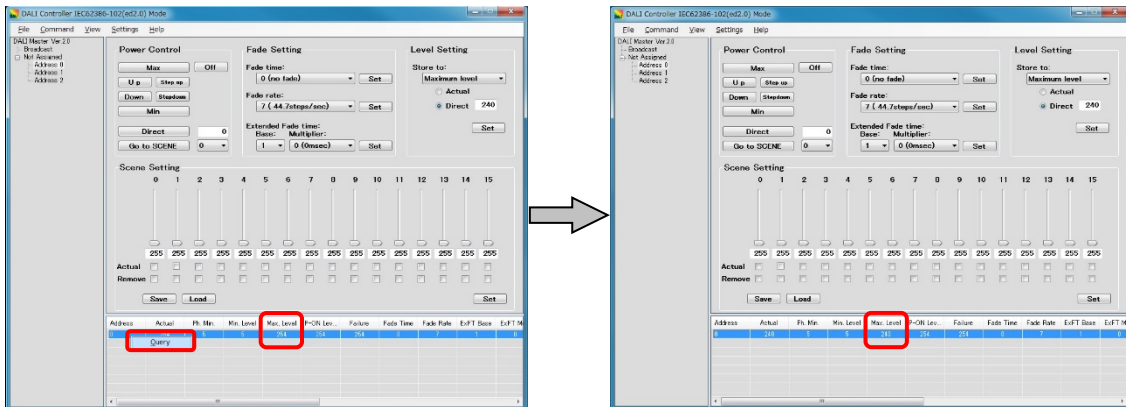 DALI Controller IEC62386-102(ed2.0) Mode
File Command View Settings Help
DALI Master Ver.2.0
Broadcast
Not Assigned
Address 0
Address 1
Address 2
Power Control
Max Off
Up Step up
Down Stepdown
Min
Direct 0
Go to SCENE 0
Fade Setting
Fade time:
0 (no fade) Set
Fade rate:
7 ( 44.7steps/sec) Set
Extended Fade time:
Base: Multiplier:
1 0 (0msec) Set
Level Setting
Store to:
Maximum level
Actual
Direct 240
Set
Scene Setting
0 1 2 3 4 5 6 7 8 9 10 11 12 13 14 15
255 255 255 255 255 255 255 255 255 255 255 255 255 255 255 255
Actual
Remove
Save Load Set
Address Actual Ph. Min. Min. Level Max. Level P-ON Lev... Failure Fade Time Fade Rate ExFT Base ExFT M
0 5 5 254 254 254 0 7 1 0
Query
DALI Controller IEC62386-102(ed2.0) Mode
File Command View Settings Help
DALI Master Ver.2.0
Broadcast
Not Assigned
Address 0
Address 1
Address 2
Power Control
Max Off
Up Step up
Down Stepdown
Min
Direct 0
Go to SCENE 0
Fade Setting
Fade time:
0 (no fade) Set
Fade rate:
7 ( 44.7steps/sec) Set
Extended Fade time:
Base: Multiplier:
1 0 (0msec) Set
Level Setting
Store to:
Maximum level
Actual
Direct 240
Set
Scene Setting
0 1 2 3 4 5 6 7 8 9 10 11 12 13 14 15
255 255 255 255 255 255 255 255 255 255 255 255 255 255 255 255
Actual
Remove
Save Load Set
Address Actual Ph. Min. Min. Level Max. Level P-ON Lev... Failure Fade Time Fade Rate ExFT Base ExFT M
0 240 5 5 240 254 254 0 7 1 0